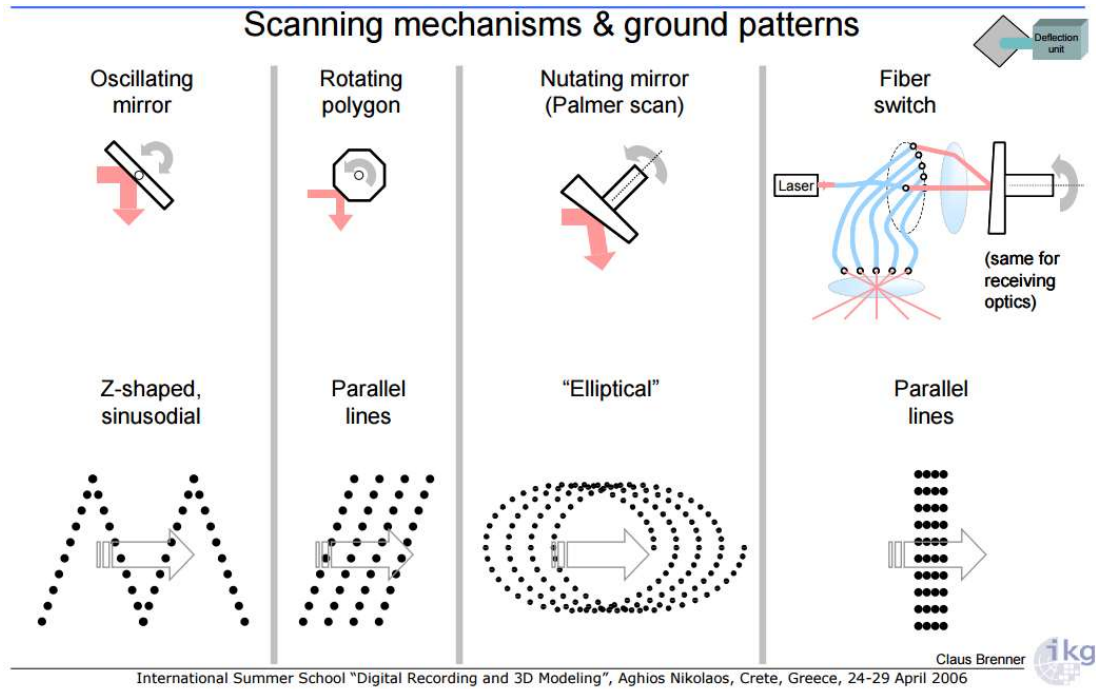 Scanning mechanisms & ground patterns
Deflection
unit
Oscillating
mirror
Rotating
polygon
Nutating mirror
(Palmer scan)
Fiber
switch
Laser
(same for
receiving
optics)
Z-shaped,
sinusodial
Parallel
lines
“Elliptical”
Parallel
lines
Claus Brenner
ikg
International Summer School “Digital Recording and 3D Modeling”, Aghios Nikolaos, Crete, Greece, 24-29 April 2006